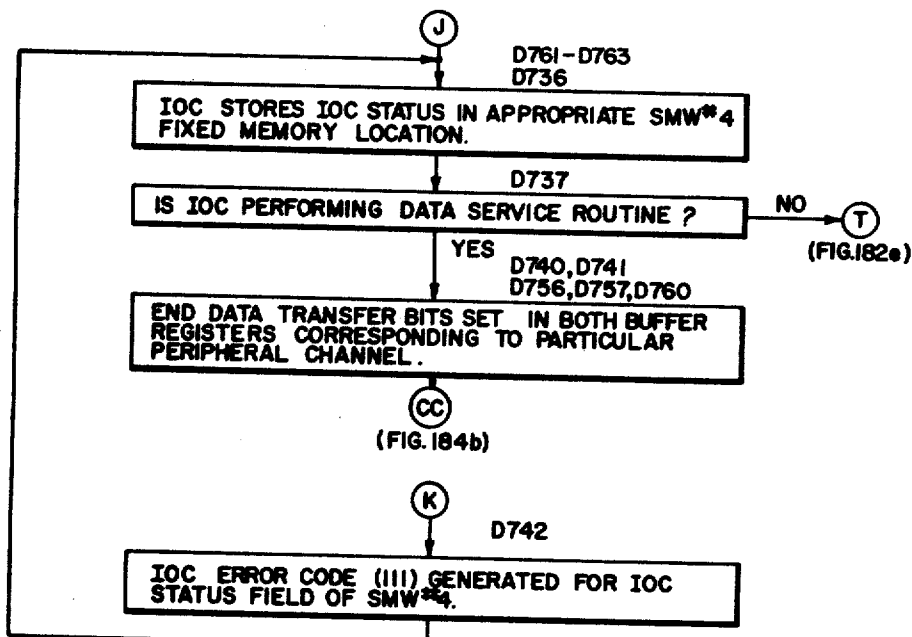 J
D761-D763
D736
IOC STORES IOC STATUS IN APPROPRIATE SMW#4
FIXED MEMORY LOCATION.
D737
IS IOC PERFORMING DATA SERVICE ROUTINE ?
NO
T
(FIG.182e)
YES
D740,D741
D756,D757,D760
END DATA TRANSFER BITS SET IN BOTH BUFFER
REGISTERS CORRESPONDING TO PARTICULAR
PERIPHERAL CHANNEL.
CC
(FIG.184b)
K
D742
IOC ERROR CODE (111) GENERATED FOR IOC
STATUS FIELD OF SMW#4.